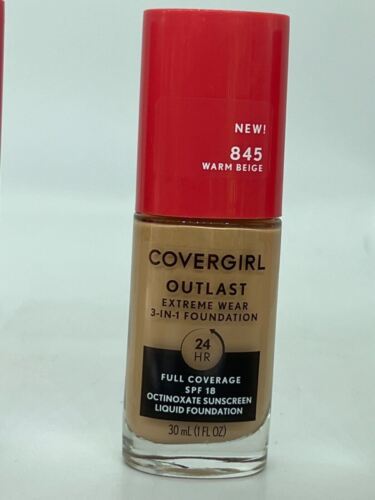 NEW!
845
WARM BEIGE
COVERGIRL
OUTLAST
EXTREME WEAR
3-IN-1 FOUNDATION
24
HR
FULL COVERAGE
SPF 18
OCTINOXATE SUNSCREEN
LIQUID FOUNDATION
30 mL (1 FL OZ)